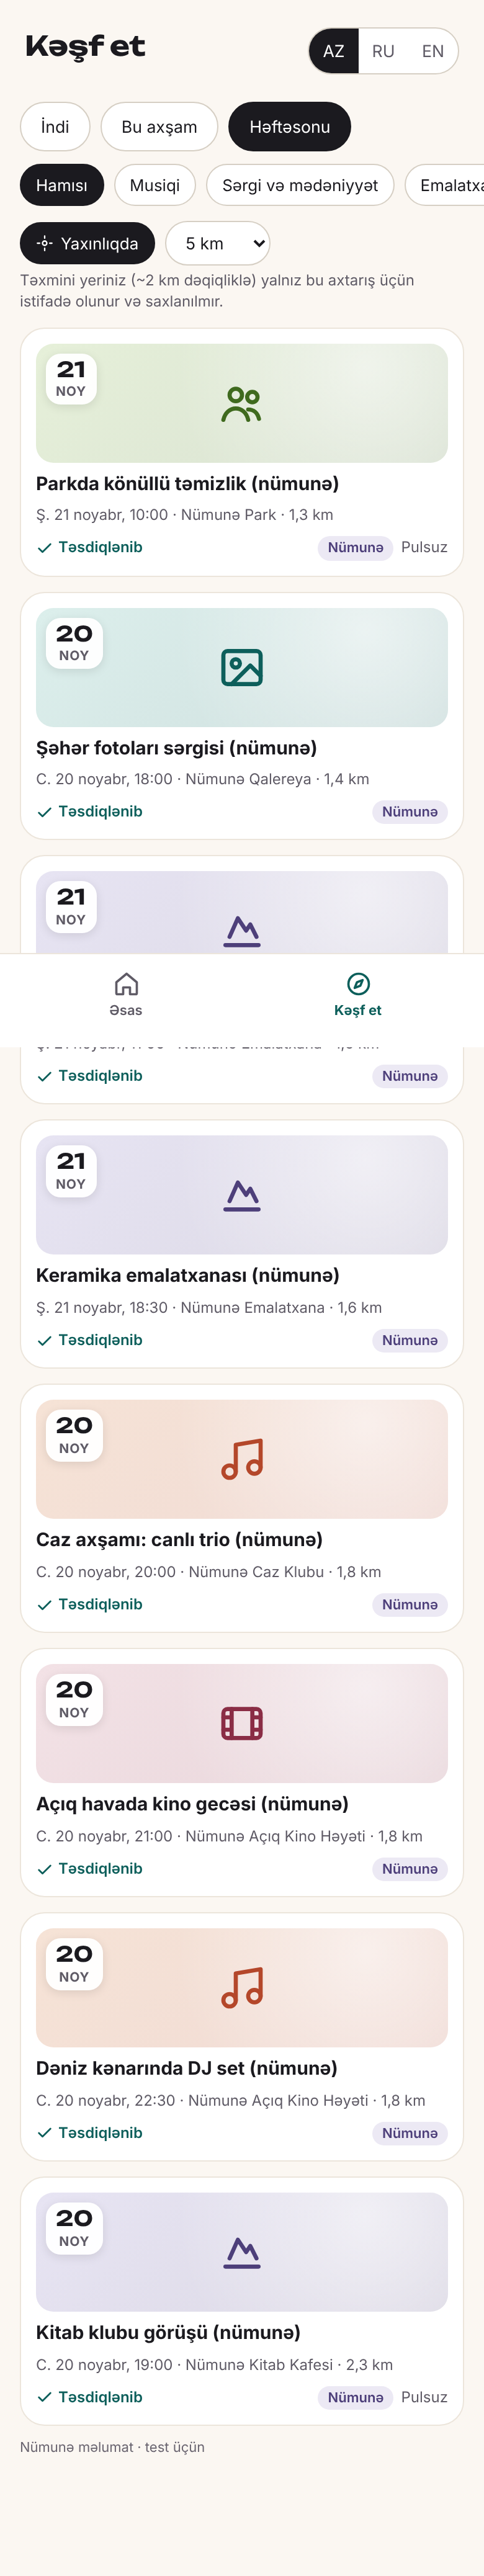 Kəşf et
AZ RU EN
İndi Bu axşam Həftəsonu
Hamısı Musiqi Sərgi və mədəniyyət
Yaxınlıqda 5 km
Təxmini yeriniz (~2 km dəqiqliklə) yalnız bu axtarış üçün
istifadə olunur və saxlanılmır.
21
NOY
Parkda könüllü təmizlik (nümunə)
Ş. 21 noyabr, 10:00 · Nümunə Park · 1,3 km
Təsdiqlənib Nümunə Pulsuz
20
NOY
Şəhər fotoları sərgisi (nümunə)
C. 20 noyabr, 18:00 · Nümunə Qalereya · 1,4 km
Təsdiqlənib Nümunə
21
NOY
Əsas Kəşf et
Təsdiqlənib Nümunə
21
NOY
Keramika emalatxanası (nümunə)
Ş. 21 noyabr, 18:30 · Nümunə Emalatxana · 1,6 km
Təsdiqlənib Nümunə
20
NOY
Caz axşamı: canlı trio (nümunə)
C. 20 noyabr, 20:00 · Nümunə Caz Klubu · 1,8 km
Təsdiqlənib Nümunə
20
NOY
Açıq havada kino gecəsi (nümunə)
C. 20 noyabr, 21:00 · Nümunə Açıq Kino Həyəti · 1,8 km
Təsdiqlənib Nümunə
20
NOY
Dəniz kənarında DJ set (nümunə)
C. 20 noyabr, 22:30 · Nümunə Açıq Kino Həyəti · 1,8 km
Təsdiqlənib Nümunə
20
NOY
Kitab klubu görüşü (nümunə)
C. 20 noyabr, 19:00 · Nümunə Kitab Kafesi · 2,3 km
Təsdiqlənib Nümunə Pulsuz
Nümunə məlumat · test üçün